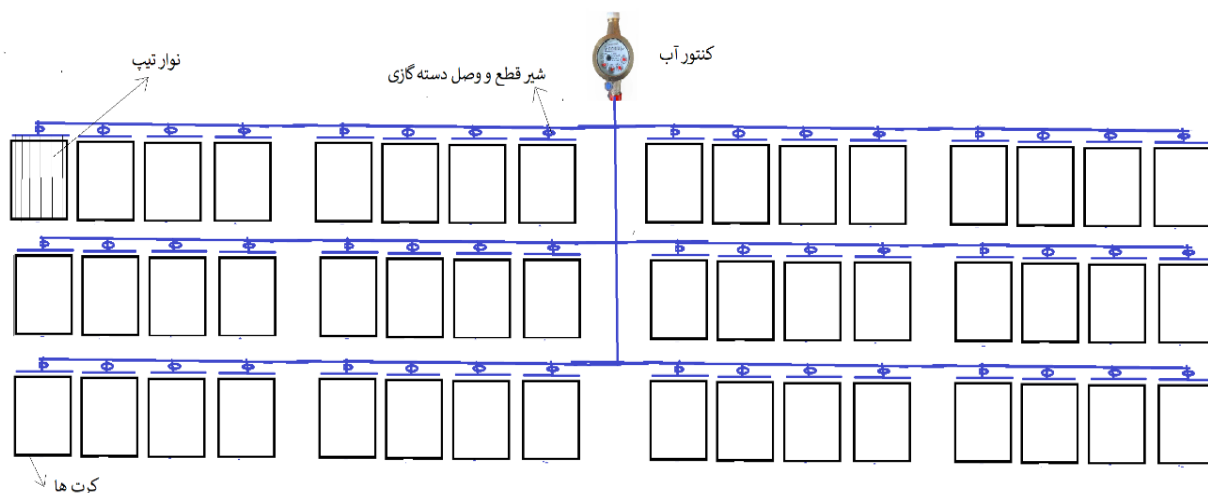 کنتور آب
نوار تیپ
شیر قطع و وصل دسته گازی
کرت ها